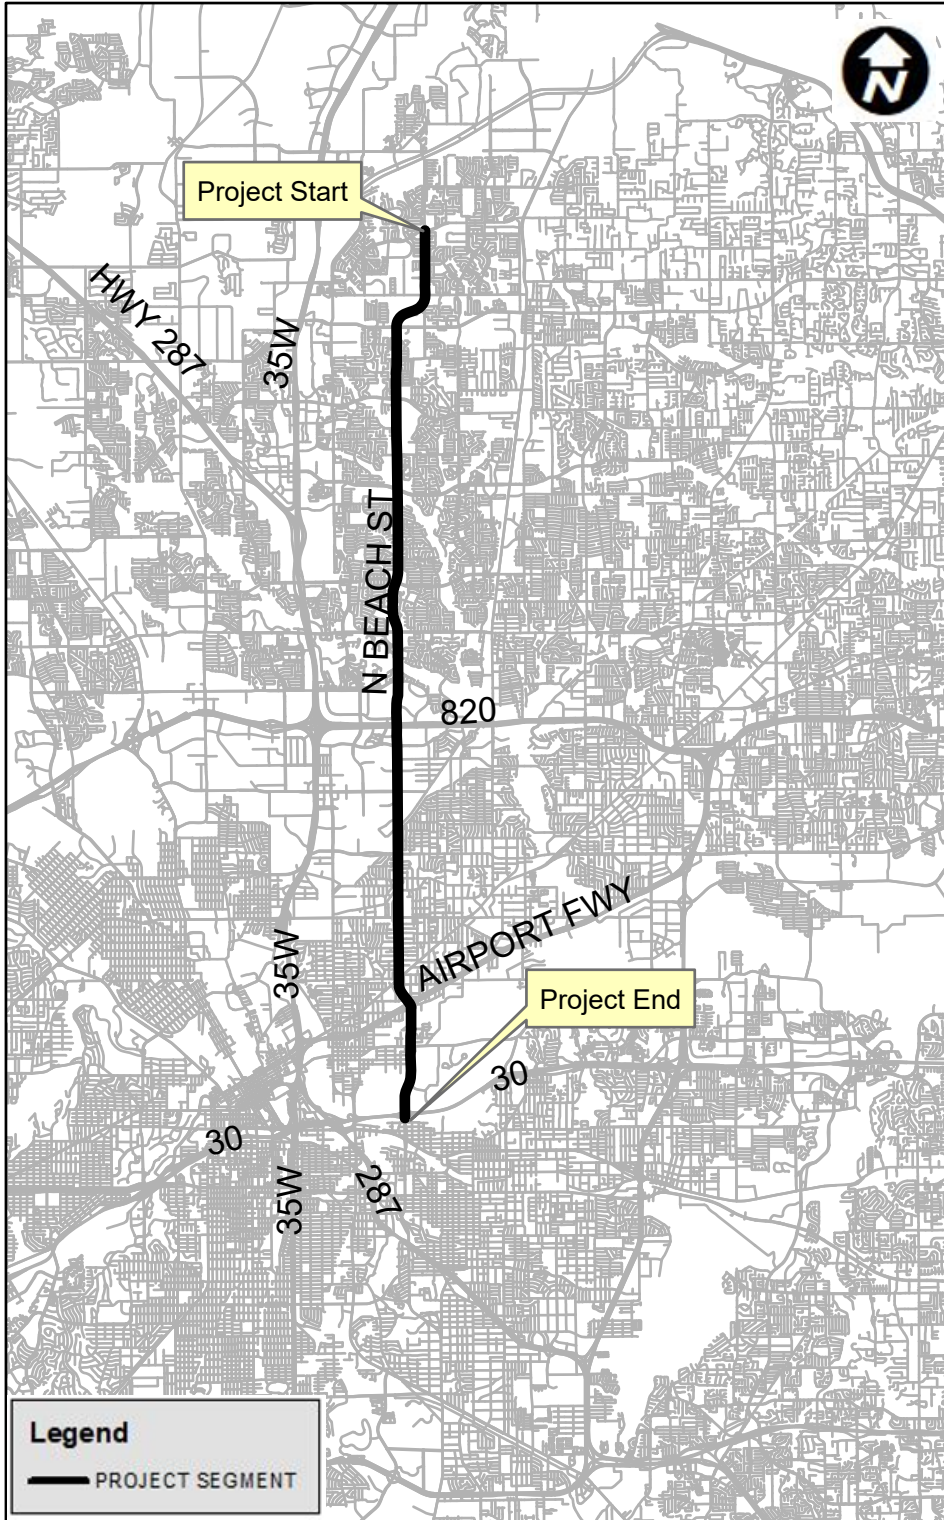 N
Project Start
HWY 287
35W
N BEACH ST
820
AIRPORT FWY
35W
Project End
30
30
35W
287
Legend
PROJECT SEGMENT